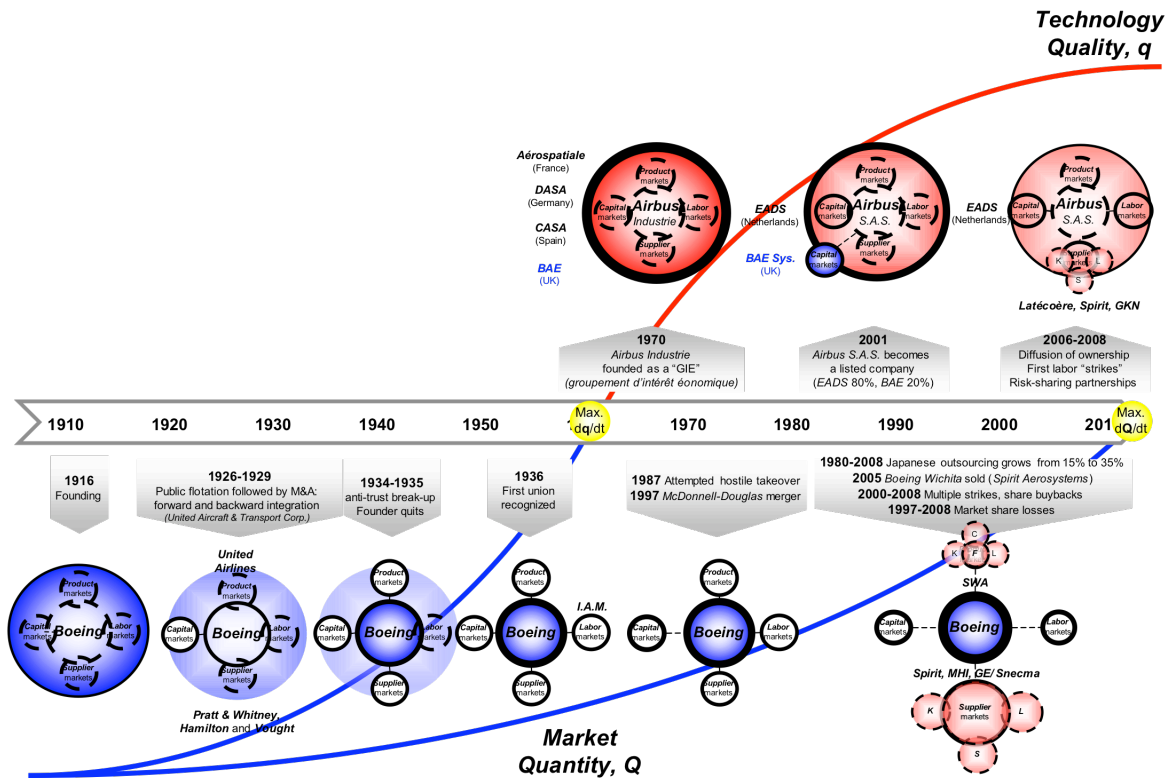 Technology
Quality, q
Aérospatiale
(France)
DASA
(Germany)
CASA
(Spain)
BAE
(UK)
Product
markets
Capital
markets
Airbus
Industrie
Labor
markets
Supplier
markets
EADS
(Netherlands)
BAE Sys.
(UK)
Product
markets
Capital
markets
Airbus
S.A.S.
Labor
markets
Supplier
markets
Capital
markets
EADS
(Netherlands)
Product
markets
Capital
markets
Airbus
S.A.S.
Labor
markets
Supplier
markets
K
L
S
Latécoère, Spirit, GKN
1970
Airbus Industrie
founded as a “GIE”
(groupement d’intérêt éonomique)
2001
Airbus S.A.S. becomes
a listed company
(EADS 80%, BAE 20%)
2006-2008
Diffusion of ownership
First labor “strikes”
Risk-sharing partnerships
1910
1920
1930
1940
1950
Max.
dq/dt
1970
1980
1990
2000
201
Max.
dQ/dt
1916
Founding
1926-1929
Public flotation followed by M&A:
forward and backward integration
(United Aircraft & Transport Corp.)
1934-1935
anti-trust break-up
Founder quits
1936
First union
recognized
1987 Attempted hostile takeover
1997 McDonnell-Douglas merger
1980-2008 Japanese outsourcing grows from 15% to 35%
2005 Boeing Wichita sold (Spirit Aerosystems)
2000-2008 Multiple strikes, share buybacks
1997-2008 Market share losses
Product
markets
Capital
markets
Boeing
Labor
markets
Supplier
markets
United
Airlines
Product
markets
Capital
markets
Boeing
Labor
markets
Supplier
markets
Pratt & Whitney,
Hamilton and Vought
Product
markets
Capital
markets
Boeing
Labor
markets
Supplier
markets
Product
markets
Capital
markets
Boeing
I.A.M.
Labor
markets
Supplier
markets
Product
markets
Capital
markets
Boeing
Labor
markets
Supplier
markets
C
K
F
L
SWA
Capital
markets
Boeing
Labor
markets
Spirit, MHI, GE/ Snecma
K
Supplier
markets
L
S
Market
Quantity, Q